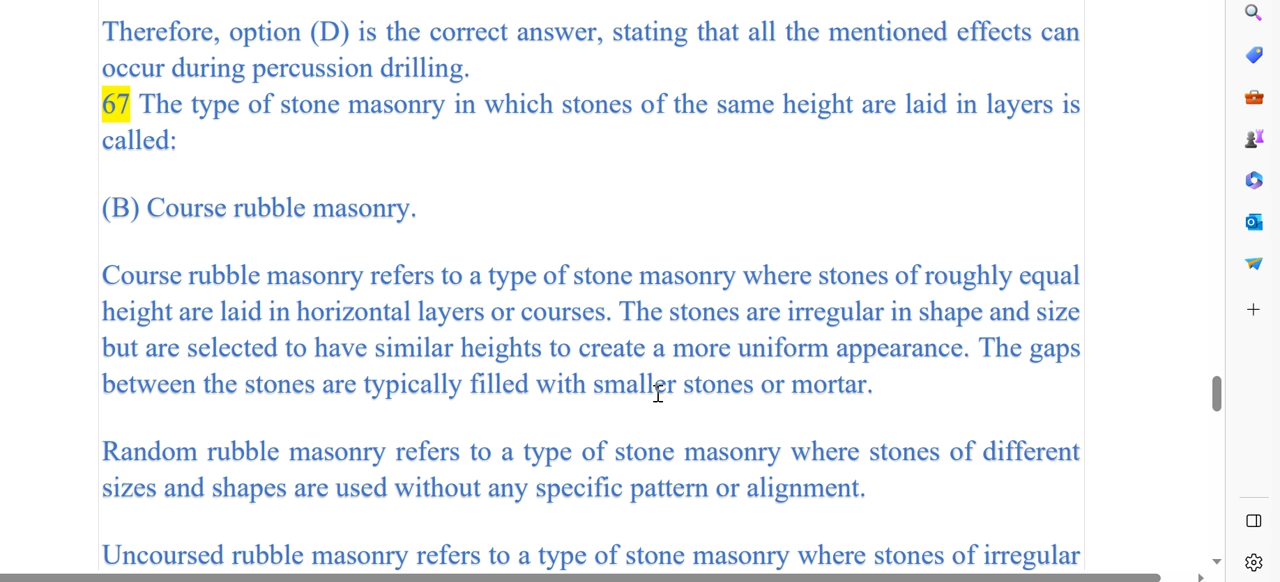 Therefore, option (D) is the correct answer, stating that all the mentioned effects can
occur during percussion drilling.
67 The type of stone masonry in which stones of the same height are laid in layers is
called:
(B) Course rubble masonry.
Course rubble masonry refers to a type of stone masonry where stones of roughly equal
height are laid in horizontal layers or courses. The stones are irregular in shape and size
but are selected to have similar heights to create a more uniform appearance. The gaps
between the stones are typically filled with smaller stones or mortar.
Random rubble masonry refers to a type of stone masonry where stones of different
sizes and shapes are used without any specific pattern or alignment.
Uncoursed rubble masonry refers to a type of stone masonry where stones of irregular